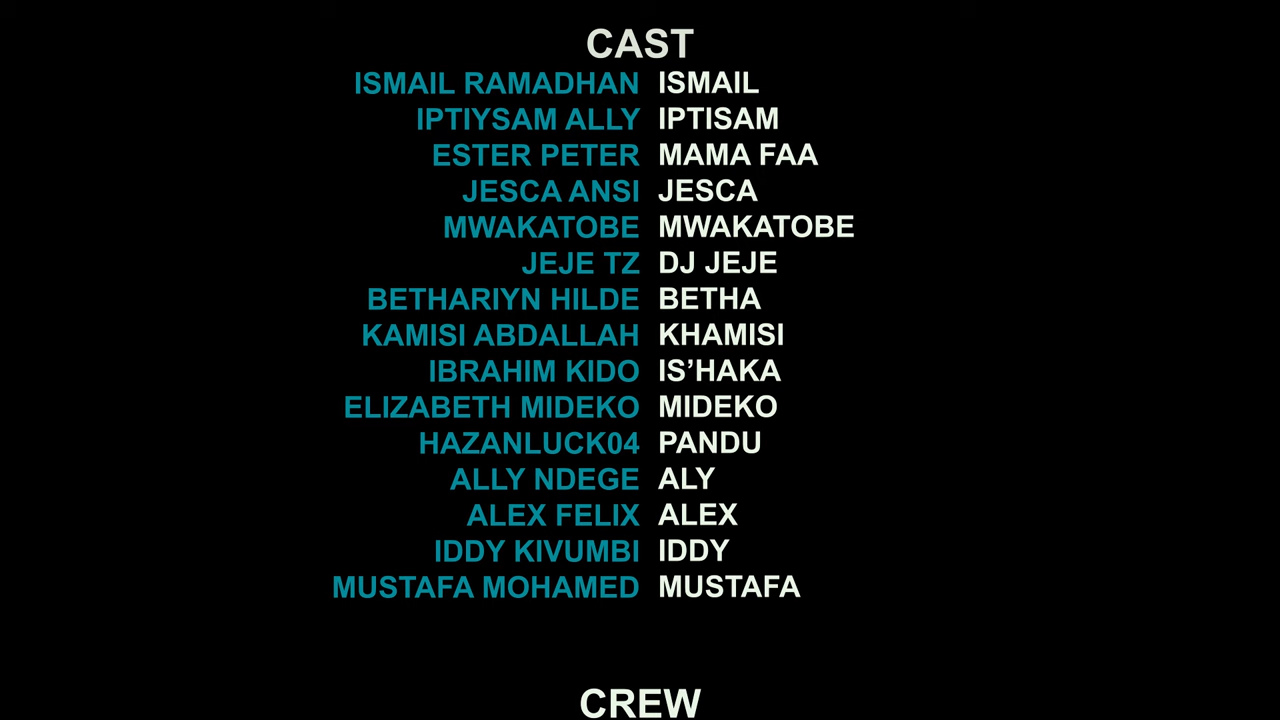 CAST
ISMAIL RAMADHAN ISMAIL
IPTIYSAM ALLY IPTISAM
ESTER PETER MAMA FAA
JESCA ANSI JESCA
MWAKATOBE MWAKATOBE
JEJE TZ DJ JEJE
BETHARIYN HILDE BETHA
KAMISI ABDALLAH KHAMISI
IBRAHIM KIDO IS’HAKA
ELIZABETH MIDEKO MIDEKO
HAZANLUCK04 PANDU
ALLY NDEGE ALY
ALEX FELIX ALEX
IDDY KIVUMBI IDDY
MUSTAFA MOHAMED MUSTAFA
CREW